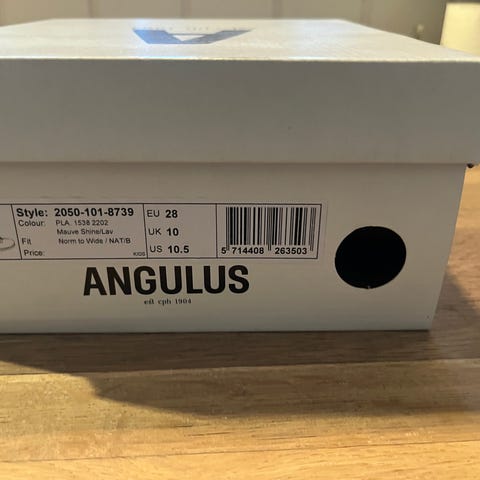 Style: 2050-101-8739
Colour: PLA. 1538 2202
Mauve Shine/Lav
Fit Norm to Wide / NAT/B
Price: KIDS
EU 28
UK 10
US 10.5
5 714408 263503
ANGULUS
est cph 1904